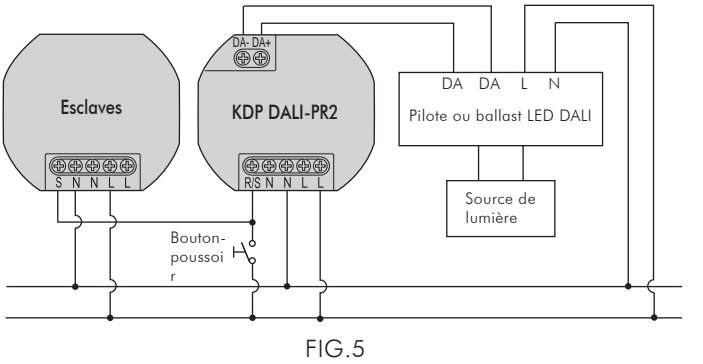 DA- DA+
DA DA L N
Esclaves
KDP DALI-PR2
Pilote ou ballast LED DALI
S N N L L
R/S N N L L
Source de
lumière
Bouton-
poussoi
r
FIG.5